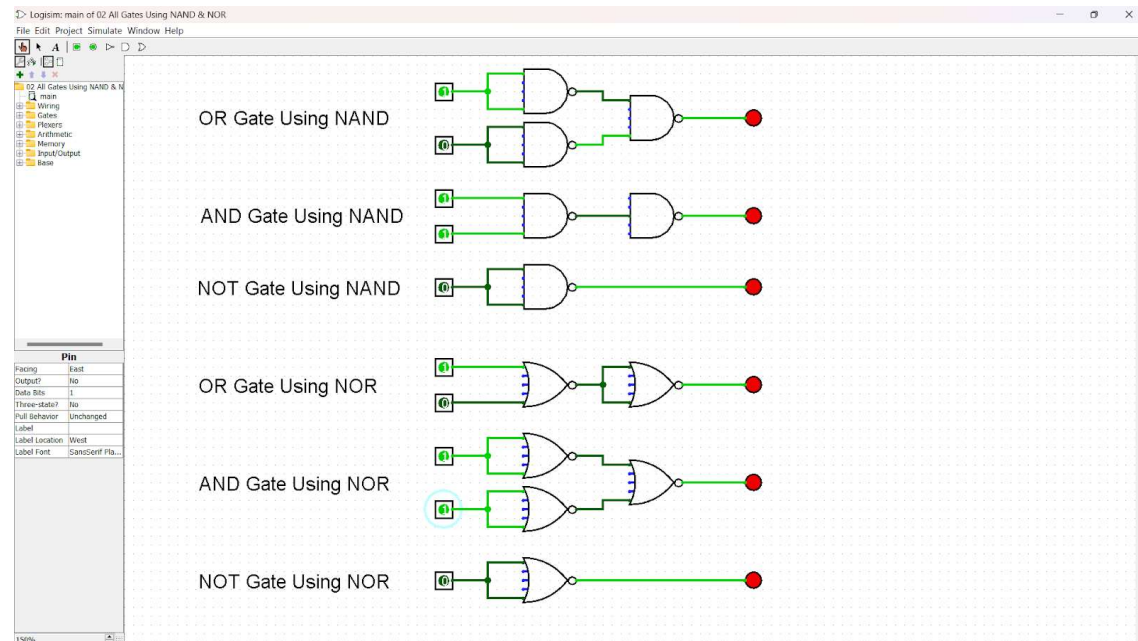 Logisim: main of 02 All Gates Using NAND & NOR
File Edit Project Simulate Window Help
A
02 All Gates Using NAND & N
main
Wiring
Gates
Plexers
Arithmetic
Memory
Input/Output
Base
Pin
Facing East
Output? No
Data Bits 1
Three-state? No
Pull Behavior Unchanged
Label
Label Location West
Label Font SansSerif Pla...
150%
1
OR Gate Using NAND
0
1
AND Gate Using NAND
1
NOT Gate Using NAND 0
1
OR Gate Using NOR
0
1
AND Gate Using NOR
1
NOT Gate Using NOR 0